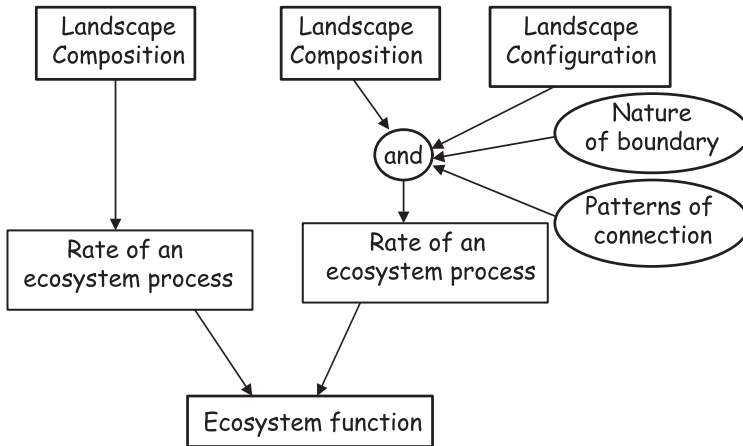 Landscape
Composition
Landscape
Composition
Landscape
Configuration
Nature
of boundary
and
Patterns of
connection
Rate of an
ecosystem process
Rate of an
ecosystem process
Ecosystem function